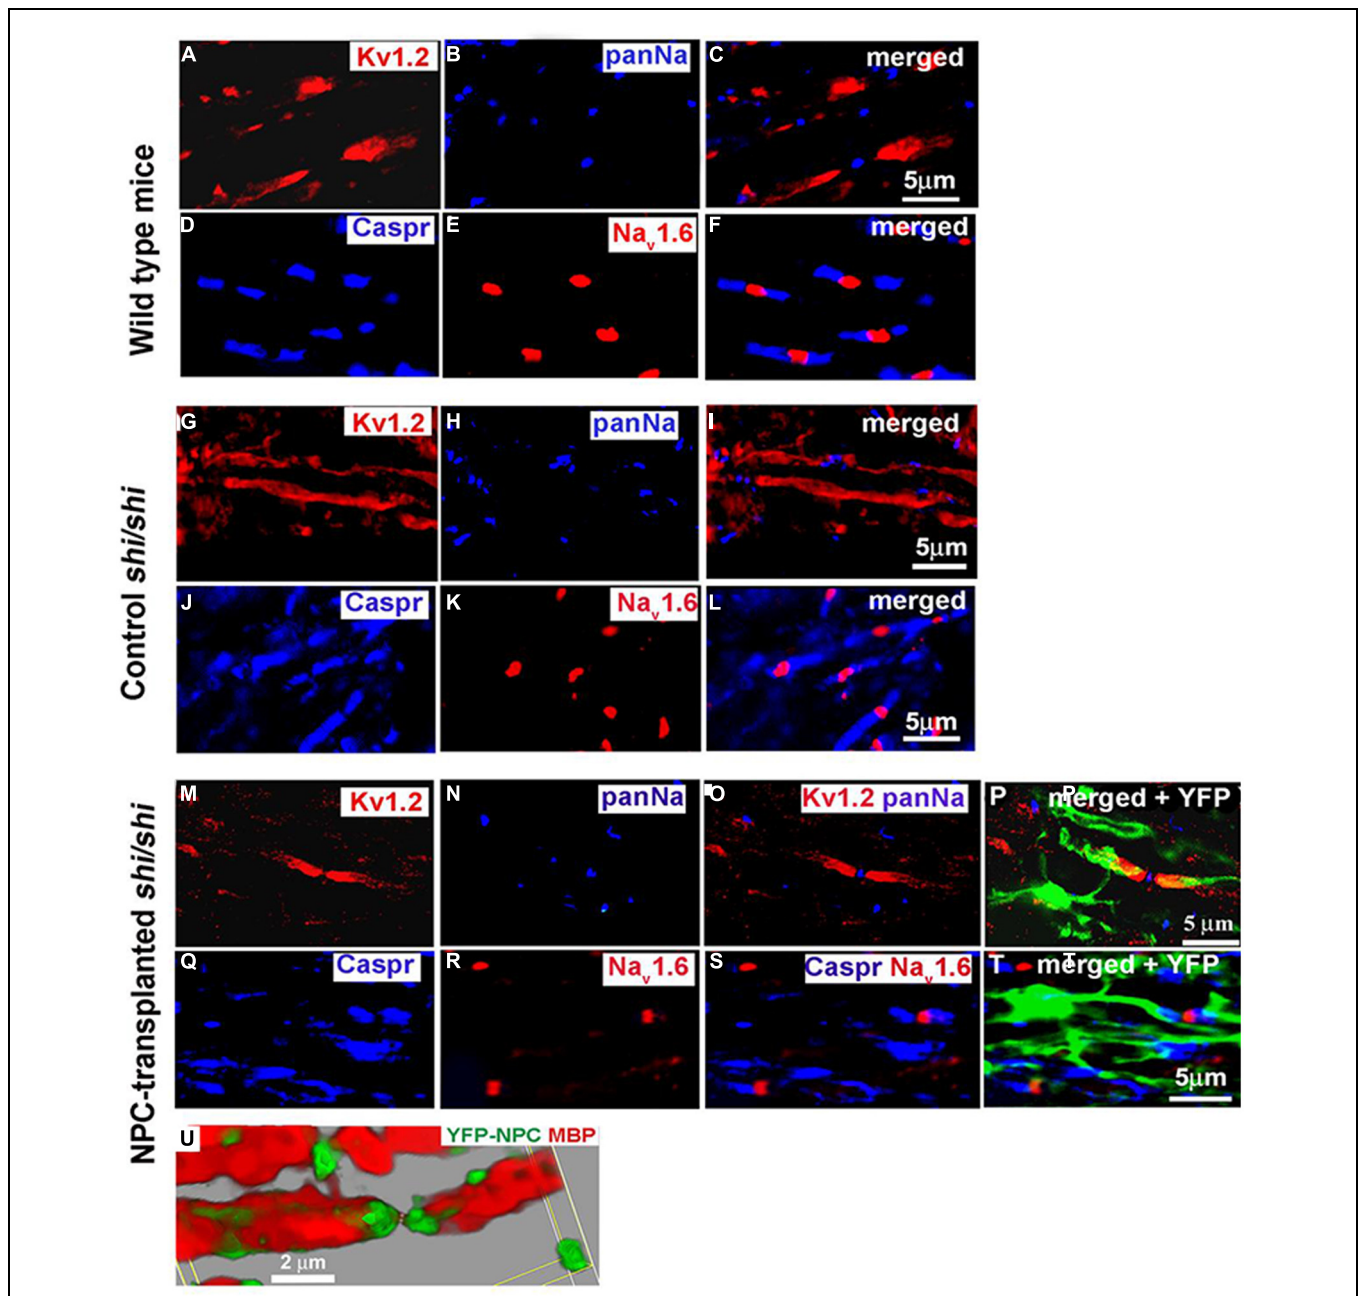 Wild type mice
A Kv1.2 B panNa C merged
5μm
D Caspr E Nav1.6 F merged
Control shi/shi
G Kv1.2 H panNa I merged
5μm
J Caspr K Nav1.6 L merged
5μm
NPC-transplanted shi/shi
M Kv1.2 N panNa O Kv1.2 panNa P merged + YFP
5 μm
Q Caspr R Nav1.6 S Caspr Nav1.6 T merged + YFP
5μm
U YFP-NPC MBP
2 μm